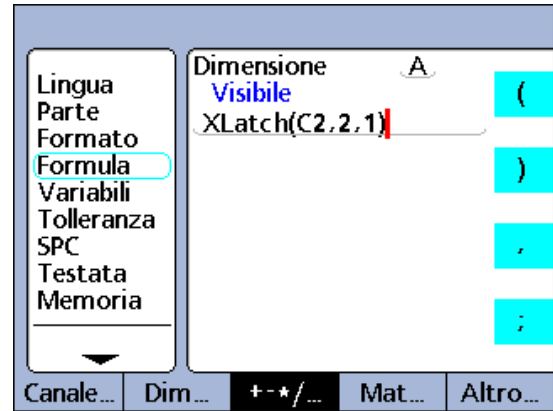 Lingua
Parte
Formato
Formula
Variabili
Tolleranza
SPC
Testata
Memoria
Dimensione A
Visibile
XLatch(C2,2,1)
(
)
,
;
Canale... Dim... +-*/... Mat... Altro...